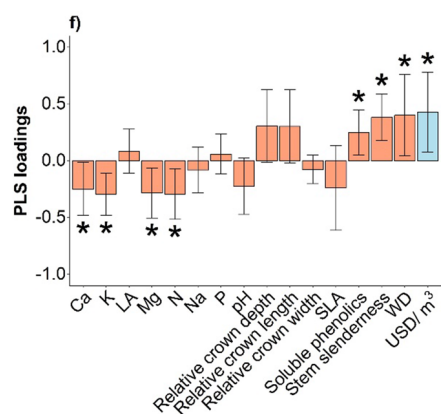 f)
PLS loadings
1.0
0.5
0.0
-0.5
-1.0
* * * *
* * * *
Ca
K
LA
Mg
N
Na
P
pH
Relative crown depth
Relative crown length
Relative crown width
SLA
Soluble phenolics
Stem slenderness
WD
USD/ m³